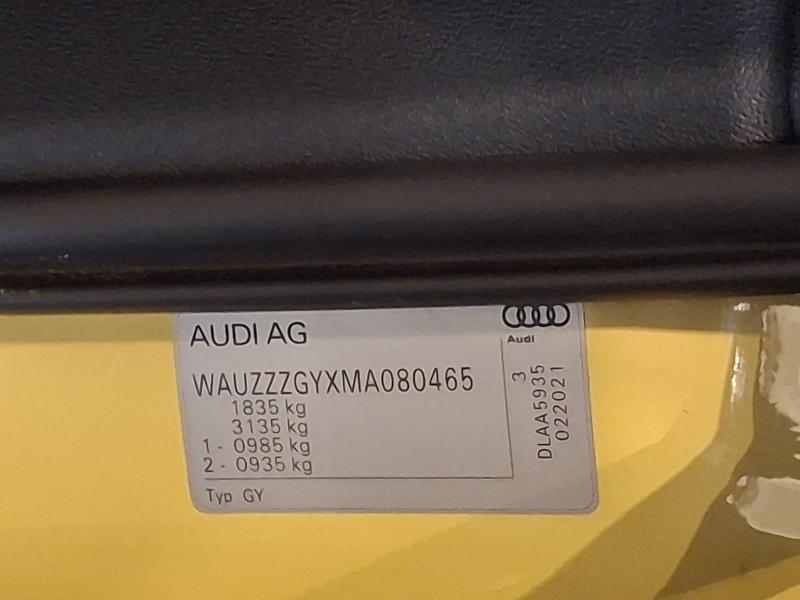 AUDI AG
Audi
WAUZZZGYXMA080465
1835 kg
3135 kg
1 - 0985 kg
2 - 0935 kg
Typ GY
3
DLAA5935
022021